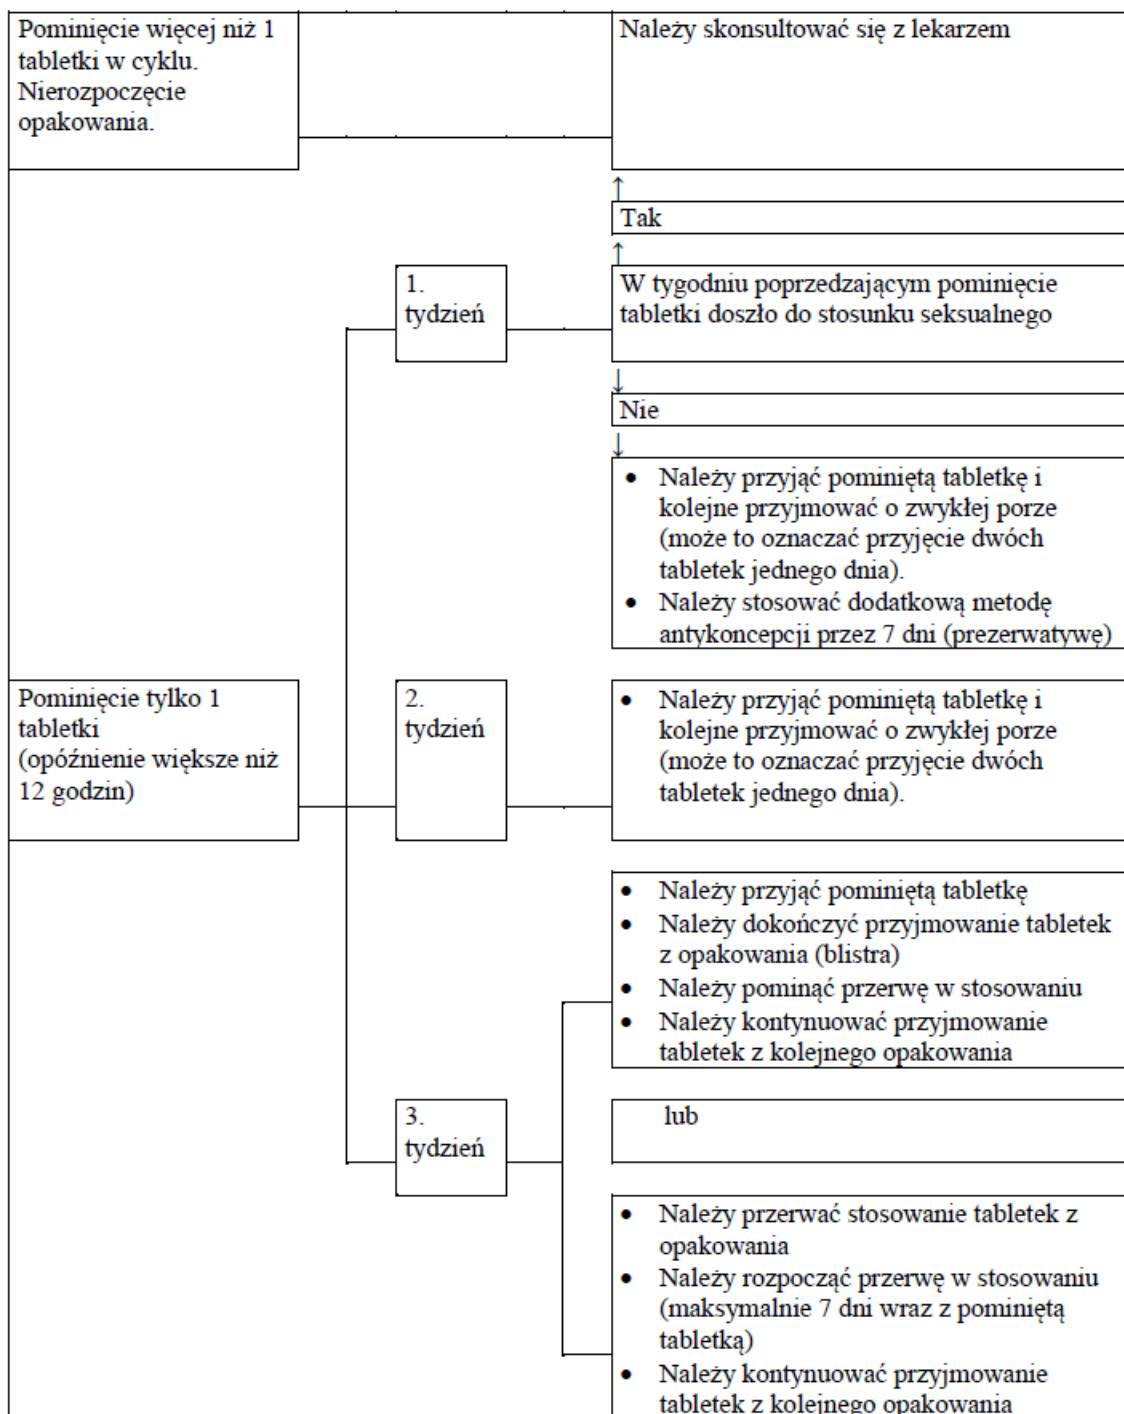 Pominięcie więcej niż 1
tabletki w cyklu.
Nierozpoczęcie
opakowania.
Należy skonsultować się z lekarzem
↑
Tak
↑
1.
tydzień
W tygodniu poprzedzającym pominięcie
tabletki doszło do stosunku seksualnego
↓
Nie
↓
• Należy przyjąć pominiętą tabletkę i
kolejne przyjmować o zwykłej porze
(może to oznaczać przyjęcie dwóch
tabletek jednego dnia).
• Należy stosować dodatkową metodę
antykoncepcji przez 7 dni (prezerwatywę)
Pominięcie tylko 1
tabletki
(opóźnienie większe niż
12 godzin)
2.
tydzień
• Należy przyjąć pominiętą tabletkę i
kolejne przyjmować o zwykłej porze
(może to oznaczać przyjęcie dwóch
tabletek jednego dnia).
• Należy przyjąć pominiętą tabletkę
• Należy dokończyć przyjmowanie tabletek
z opakowania (blistra)
• Należy pominąć przerwę w stosowaniu
• Należy kontynuować przyjmowanie
tabletek z kolejnego opakowania
3.
tydzień
lub
• Należy przerwać stosowanie tabletek z
opakowania
• Należy rozpocząć przerwę w stosowaniu
(maksymalnie 7 dni wraz z pominiętą
tabletką)
• Należy kontynuować przyjmowanie
tabletek z kolejnego opakowania